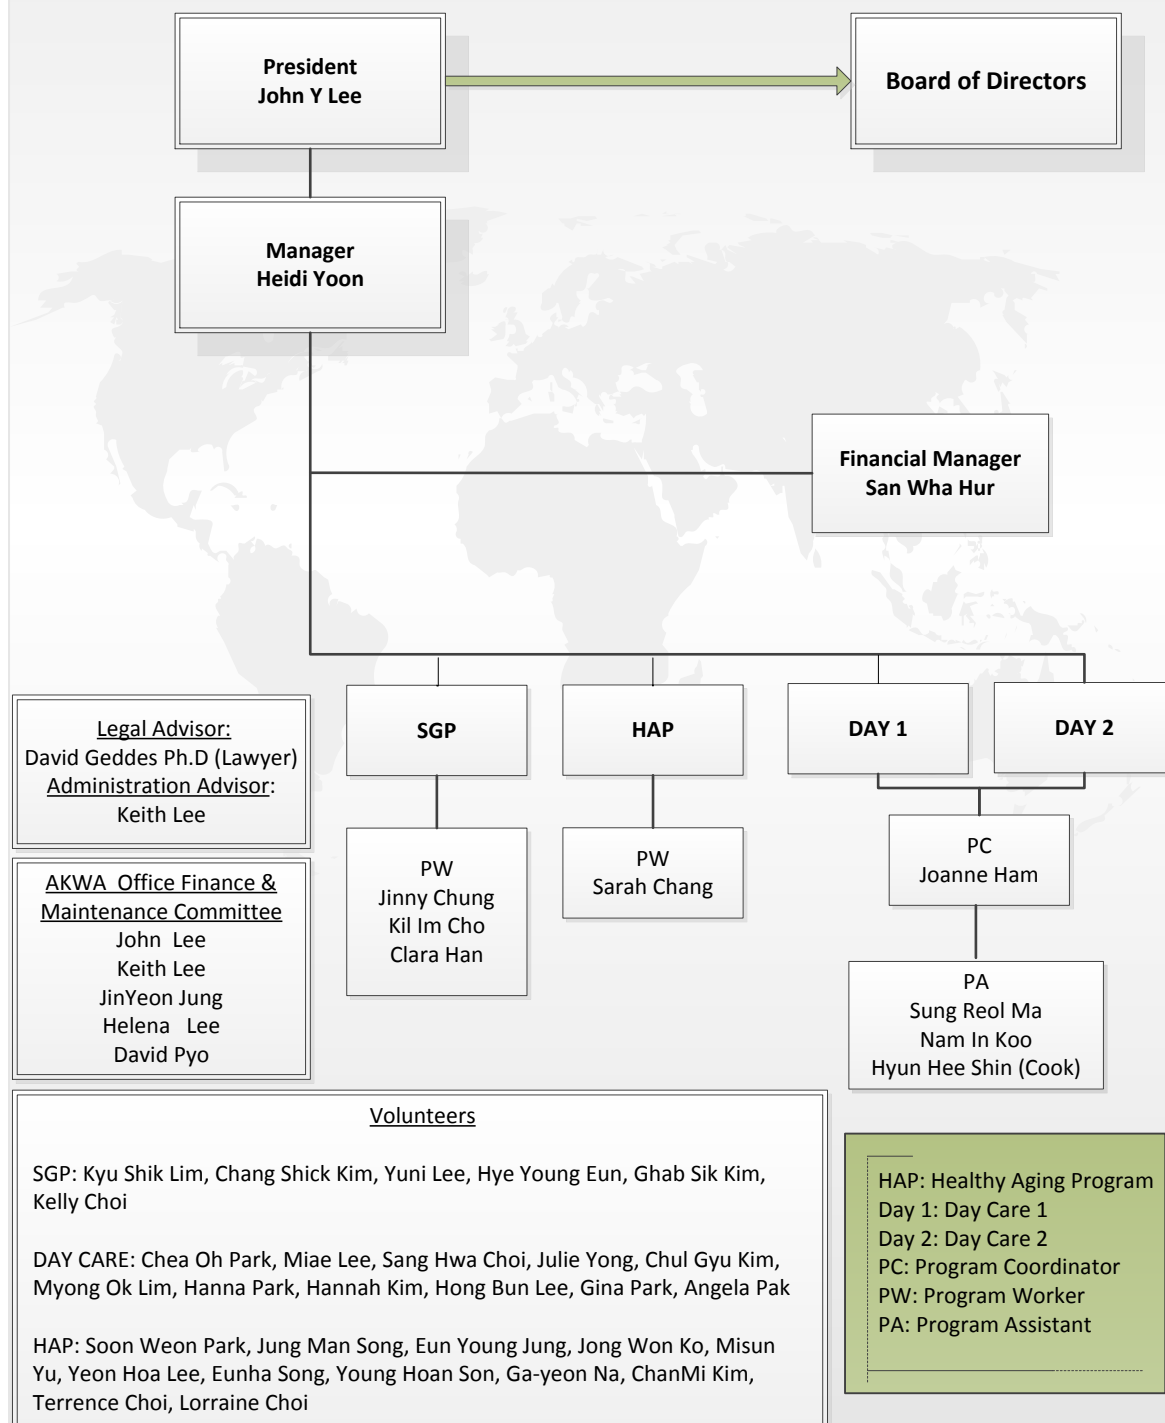 President
John Y Lee
Board of Directors
Manager
Heidi Yoon
Financial Manager
San Wha Hur
SGP
HAP
DAY 1
DAY 2
Legal Advisor:
David Geddes Ph.D (Lawyer)
Administration Advisor:
Keith Lee
PW
Jinny Chung
Kil Im Cho
Clara Han
PW
Sarah Chang
PC
Joanne Ham
AKWA Office Finance &
Maintenance Committee
John Lee
Keith Lee
JinYeon Jung
Helena Lee
David Pyo
PA
Sung Reol Ma
Nam In Koo
Hyun Hee Shin (Cook)
Volunteers
SGP: Kyu Shik Lim, Chang Shick Kim, Yuni Lee, Hye Young Eun, Ghab Sik Kim,
Kelly Choi
DAY CARE: Chea Oh Park, Miae Lee, Sang Hwa Choi, Julie Yong, Chul Gyu Kim,
Myong Ok Lim, Hanna Park, Hannah Kim, Hong Bun Lee, Gina Park, Angela Pak
HAP: Soon Weon Park, Jung Man Song, Eun Young Jung, Jong Won Ko, Misun
Yu, Yeon Hoa Lee, Eunha Song, Young Hoan Son, Ga-yeon Na, ChanMi Kim,
Terrence Choi, Lorraine Choi
HAP: Healthy Aging Program
Day 1: Day Care 1
Day 2: Day Care 2
PC: Program Coordinator
PW: Program Worker
PA: Program Assistant